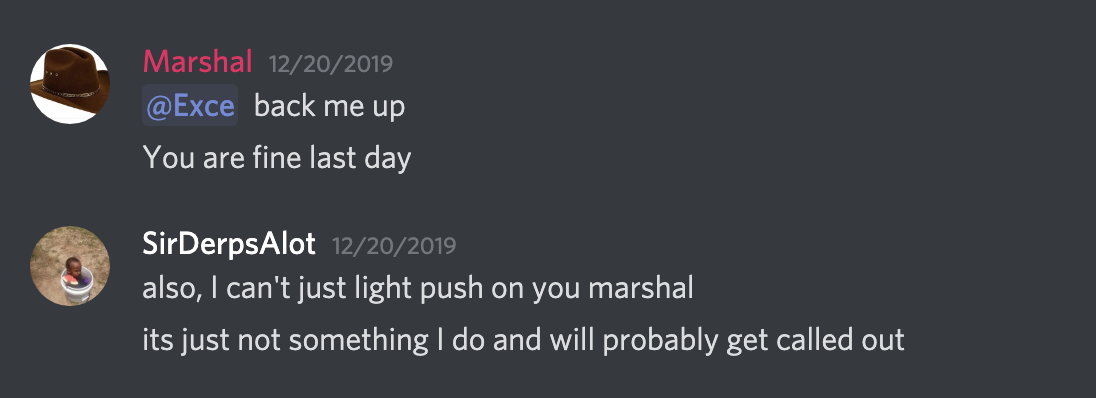 Marshal 12/20/2019
@Exce back me up
You are fine last day
SirDerpsAlot 12/20/2019
also, I can't just light push on you marshal
its just not something I do and will probably get called out